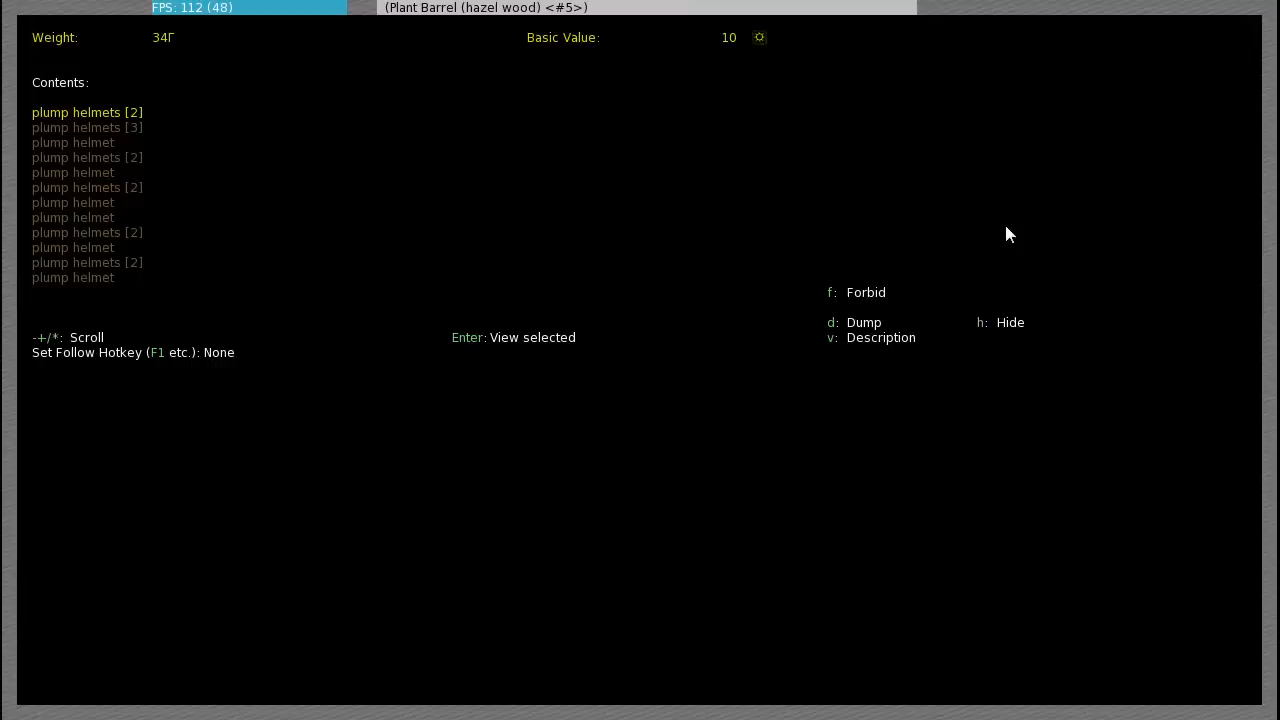 FPS: 112 (48) (Plant Barrel (hazel wood) <#5>)
Weight: 34Γ Basic Value: 10 ☼
Contents:
plump helmets [2]
plump helmets [3]
plump helmet
plump helmets [2]
plump helmet
plump helmets [2]
plump helmet
plump helmet
plump helmets [2]
plump helmet
plump helmets [2]
plump helmet
f: Forbid
d: Dump h: Hide
-+/*: Scroll Enter: View selected v: Description
Set Follow Hotkey (F1 etc.): None